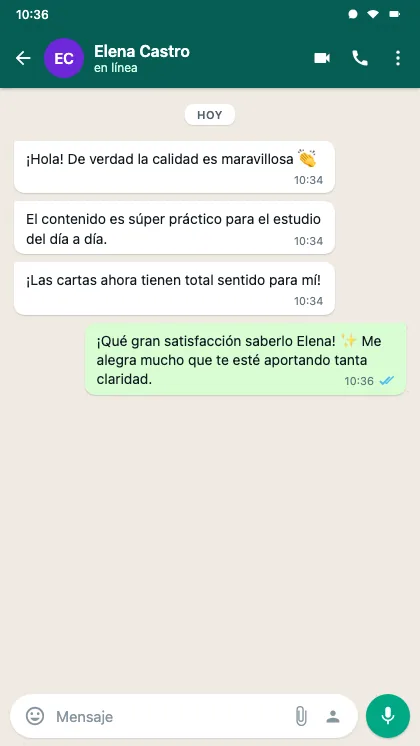 10:36
EC
Elena Castro
en línea
HOY
¡Hola! De verdad la calidad es maravillosa 👏
10:34
El contenido es súper práctico para el estudio
del día a día.
10:34
¡Las cartas ahora tienen total sentido para mí!
10:34
¡Qué gran satisfacción saberlo Elena! ✨ Me
alegra mucho que te esté aportando tanta
claridad.
10:36
Mensaje